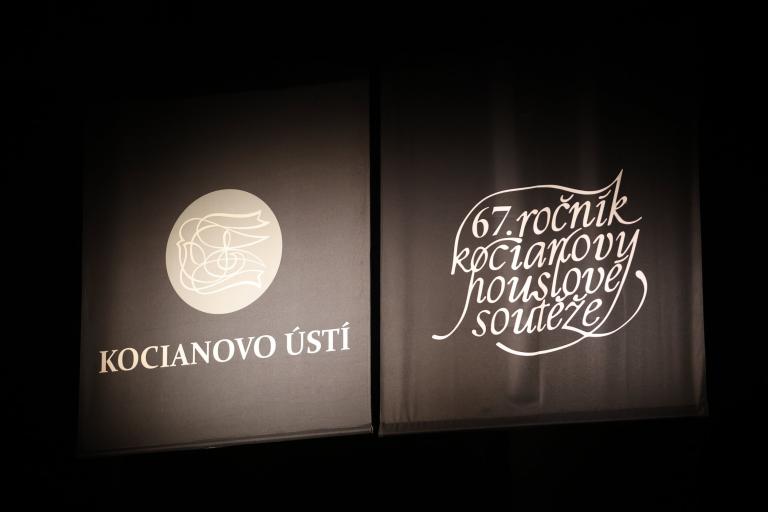 KOCIANOVO ÚSTÍ
67. ročník
kocianovy
houslové
soutěže